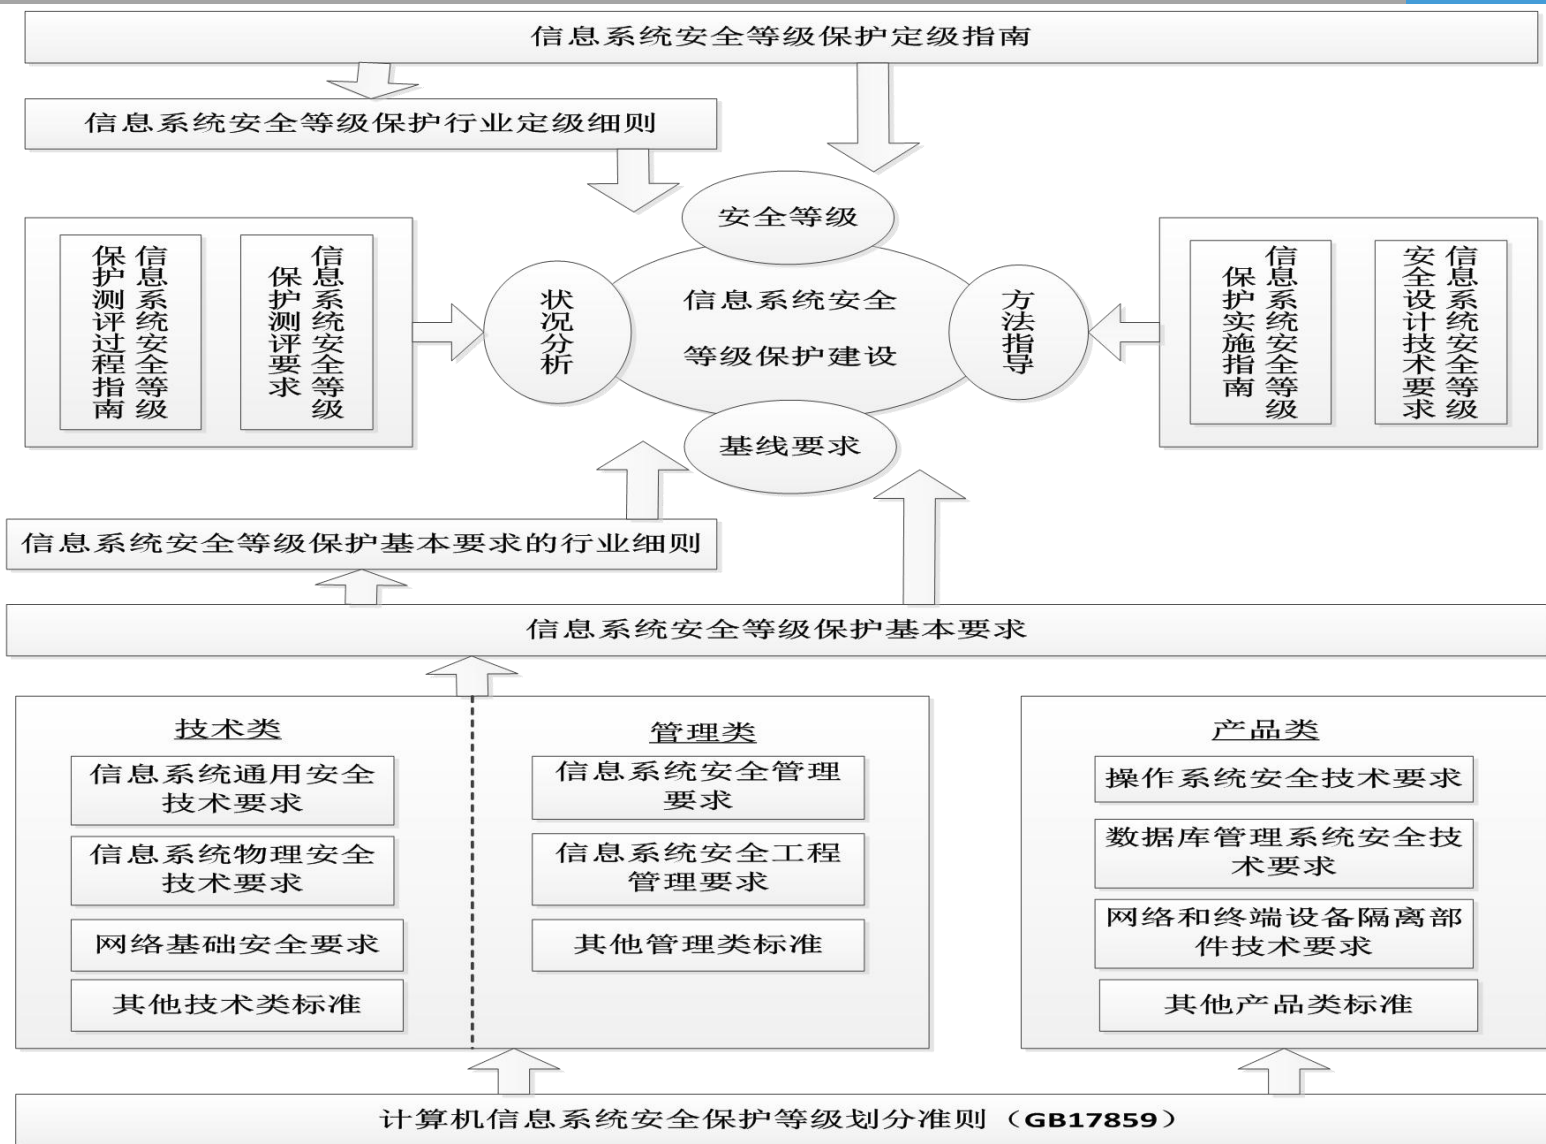 信息系统安全等级保护定级指南
信息系统安全等级保护行业定级细则
安全等级
信息系统安全等级
保护测评过程指南
信息系统安全等级
保护测评要求
状况分析
信息系统安全
等级保护建设
方法指导
信息系统安全等级
保护实施指南
信息系统安全等级
安全设计技术要求
基线要求
信息系统安全等级保护基本要求的行业细则
信息系统安全等级保护基本要求
技术类
信息系统通用安全
技术要求
信息系统物理安全
技术要求
网络基础安全要求
其他技术类标准
管理类
信息系统安全管理
要求
信息系统安全工程
管理要求
其他管理类标准
产品类
操作系统安全技术要求
数据库管理系统安全技
术要求
网络和终端设备隔离部
件技术要求
其他产品类标准
计算机信息系统安全保护等级划分准则（GB17859）